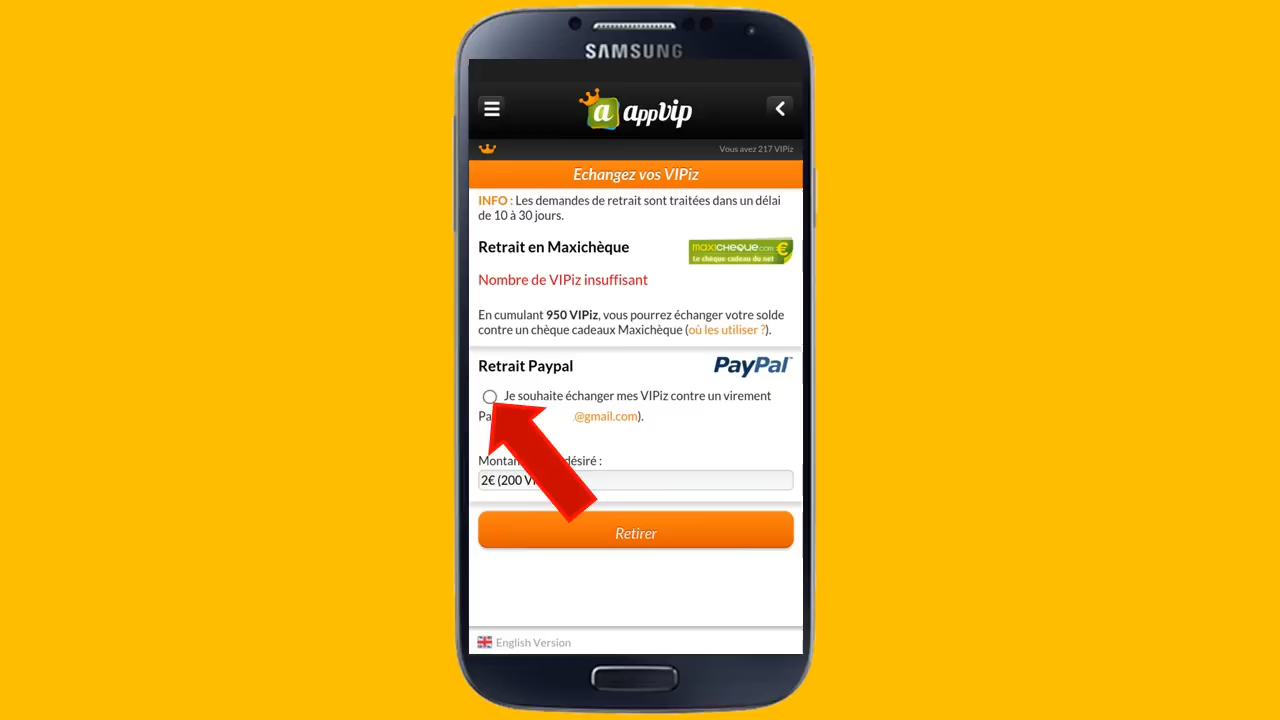 SAMSUNG
a appVip
Vous avez 217 VIPiz
Echangez vos VIPiz
INFO : Les demandes de retrait sont traitées dans un délai
de 10 à 30 jours.
Retrait en Maxichèque
MAXICHEQUE.com €
Le chèque cadeau du net
Nombre de VIPiz insuffisant
En cumulant 950 VIPiz, vous pourrez échanger votre solde
contre un chèque cadeaux Maxichèque (où les utiliser ?).
Retrait Paypal
PayPal
Je souhaite échanger mes VIPiz contre un virement
@gmail.com).
désiré :
2€ (200
Retirer
English Version